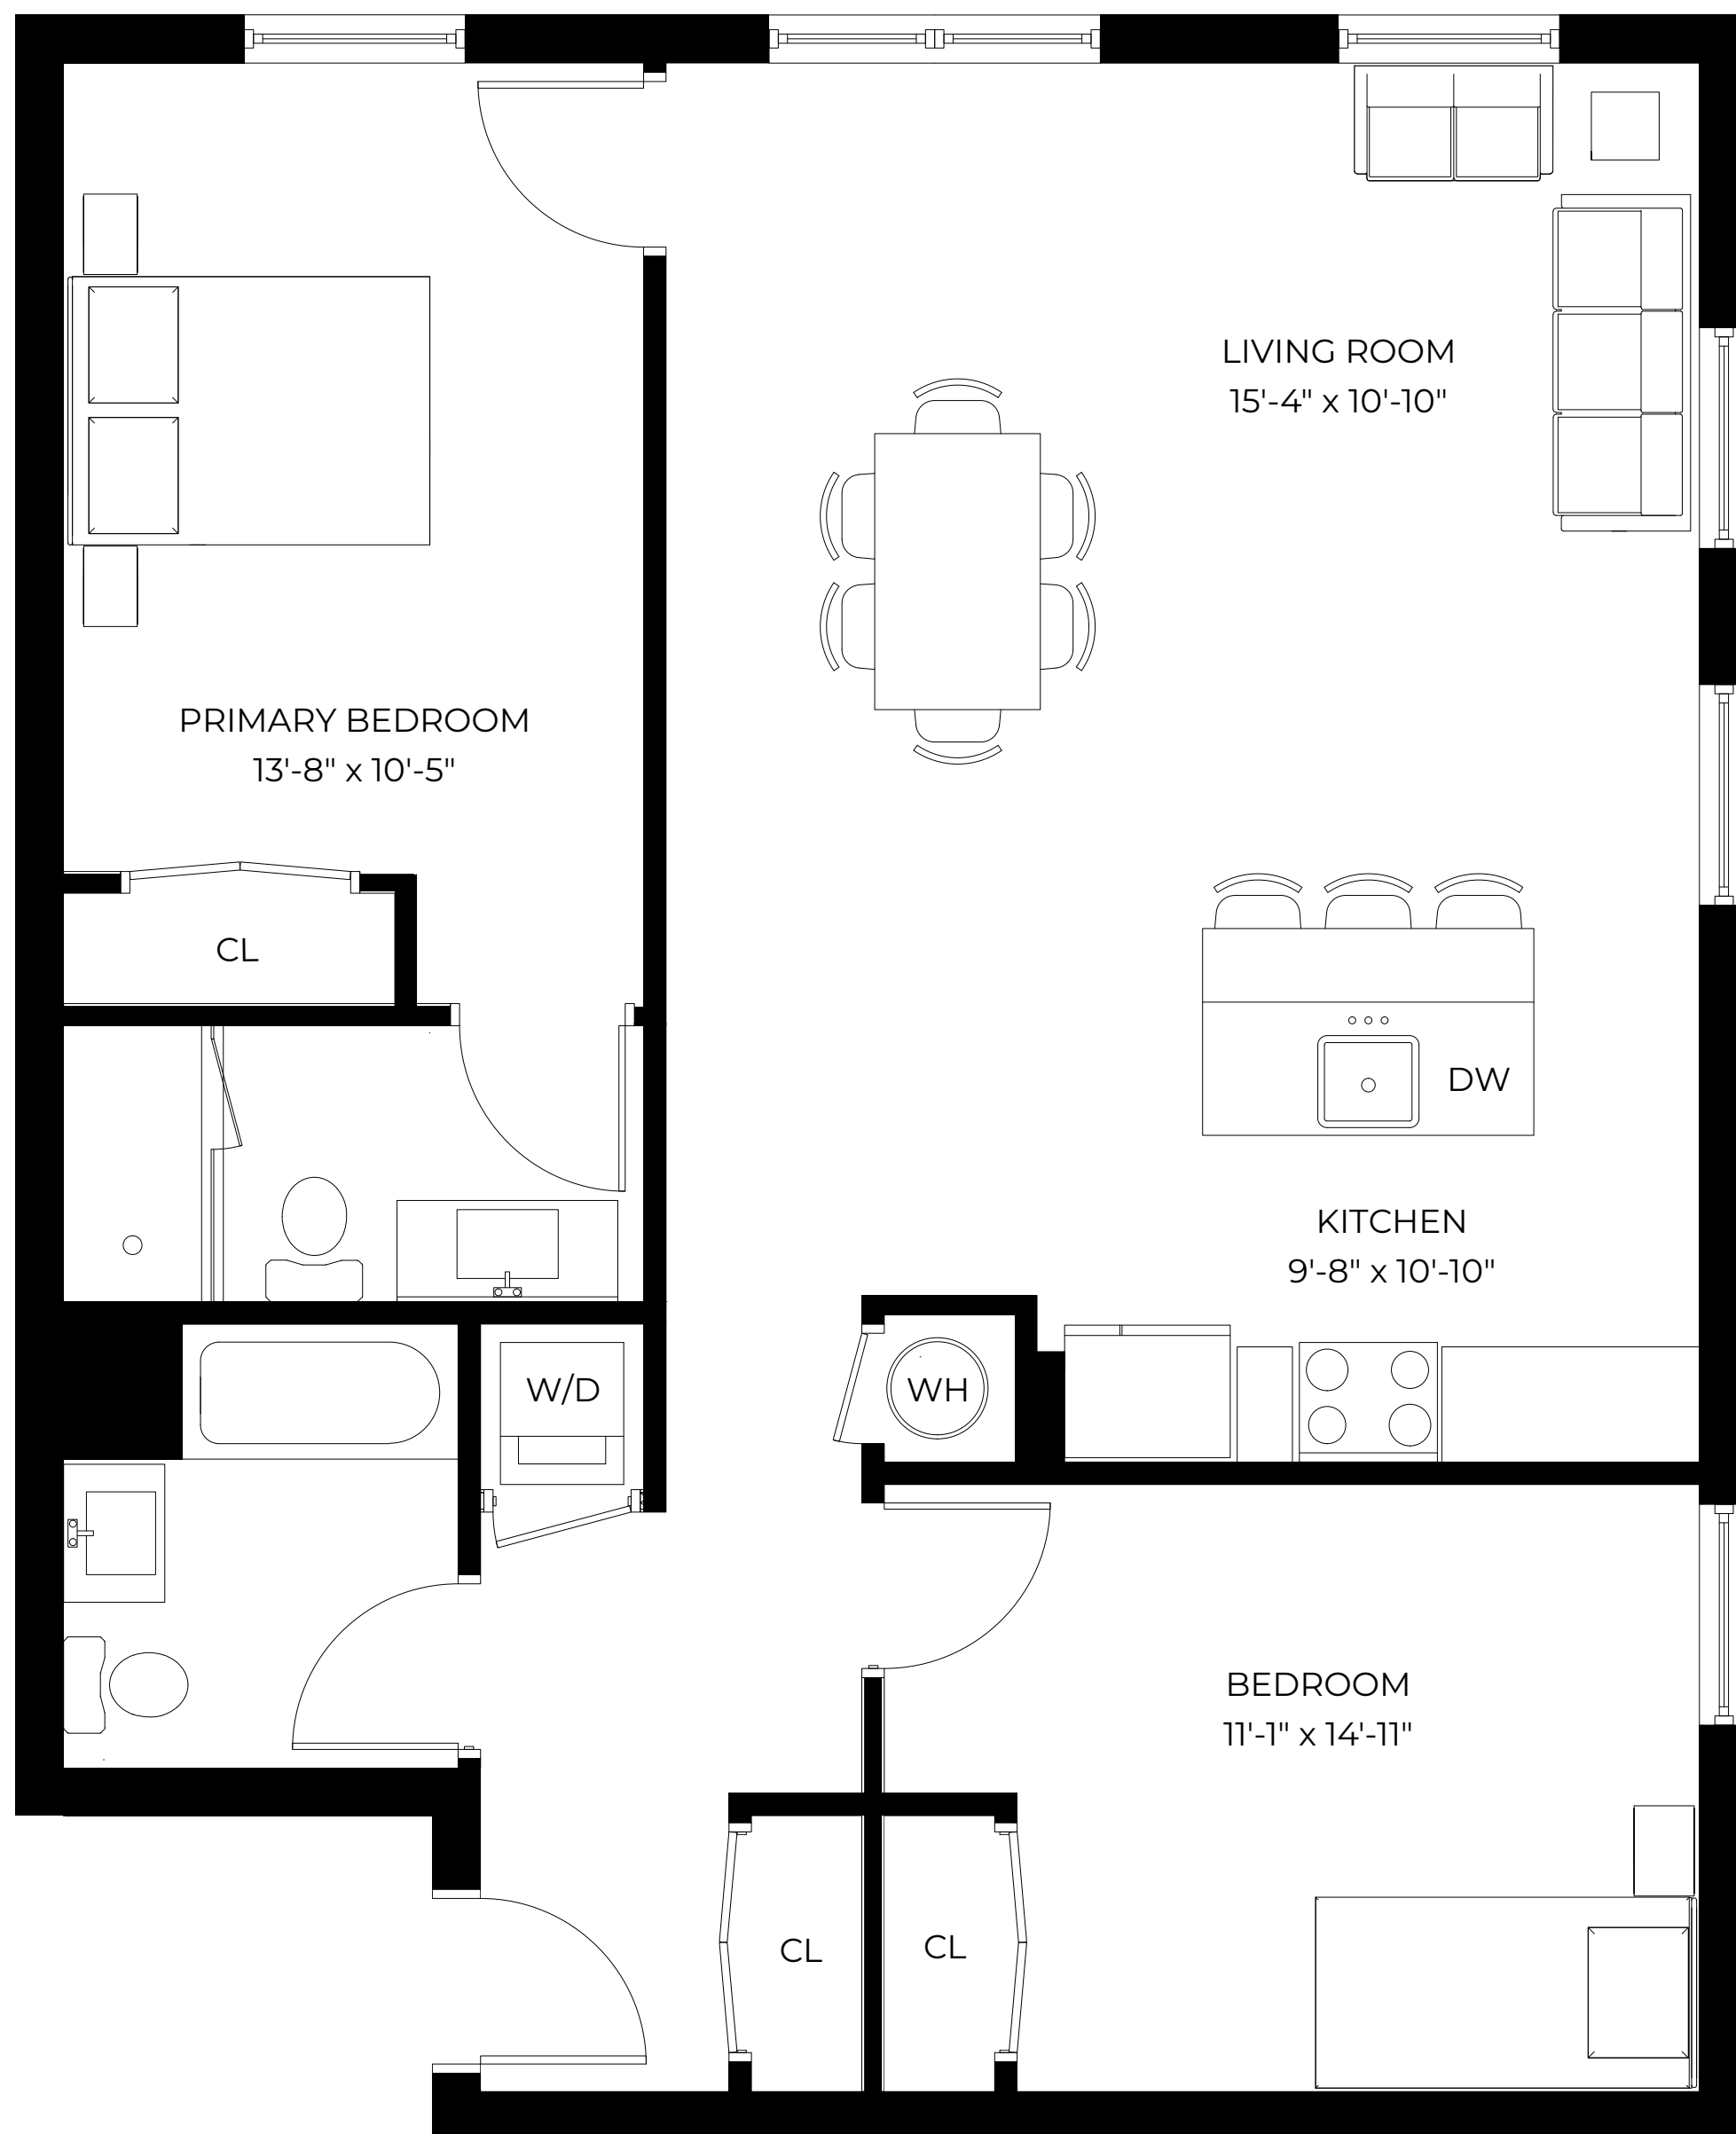 LIVING ROOM
15'-4" x 10'-10"
PRIMARY BEDROOM
13'-8" x 10'-5"
CL
DW
KITCHEN
9'-8" x 10'-10"
W/D
WH
BEDROOM
11'-1" x 14'-11"
CL
CL